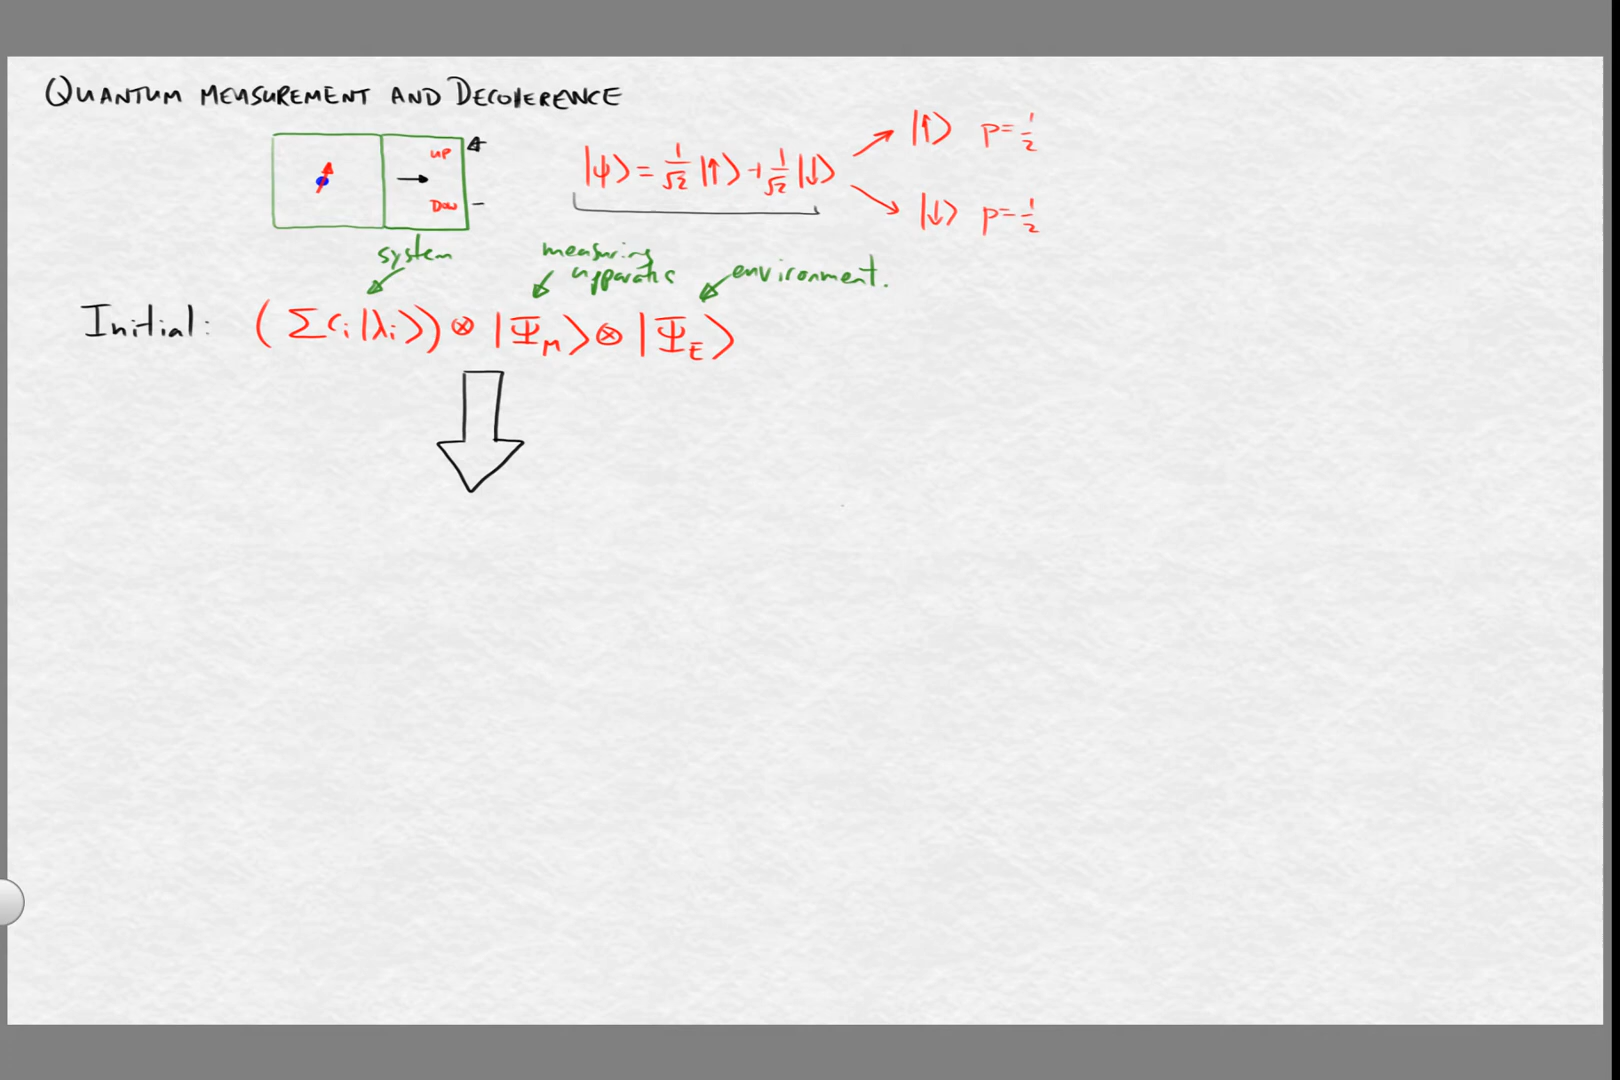 QUANTUM MEASUREMENT AND DECOHERENCE
UP
DOW
|ψ⟩ = 1/√2 |↑⟩ + 1/√2 |↓⟩
|↑⟩ p = 1/2
|↓⟩ p = 1/2
system
measuring
apparatus
environment.
Initial: (Σ cᵢ |λᵢ⟩) ⊗ |Ψ_M⟩ ⊗ |Ψ_E⟩